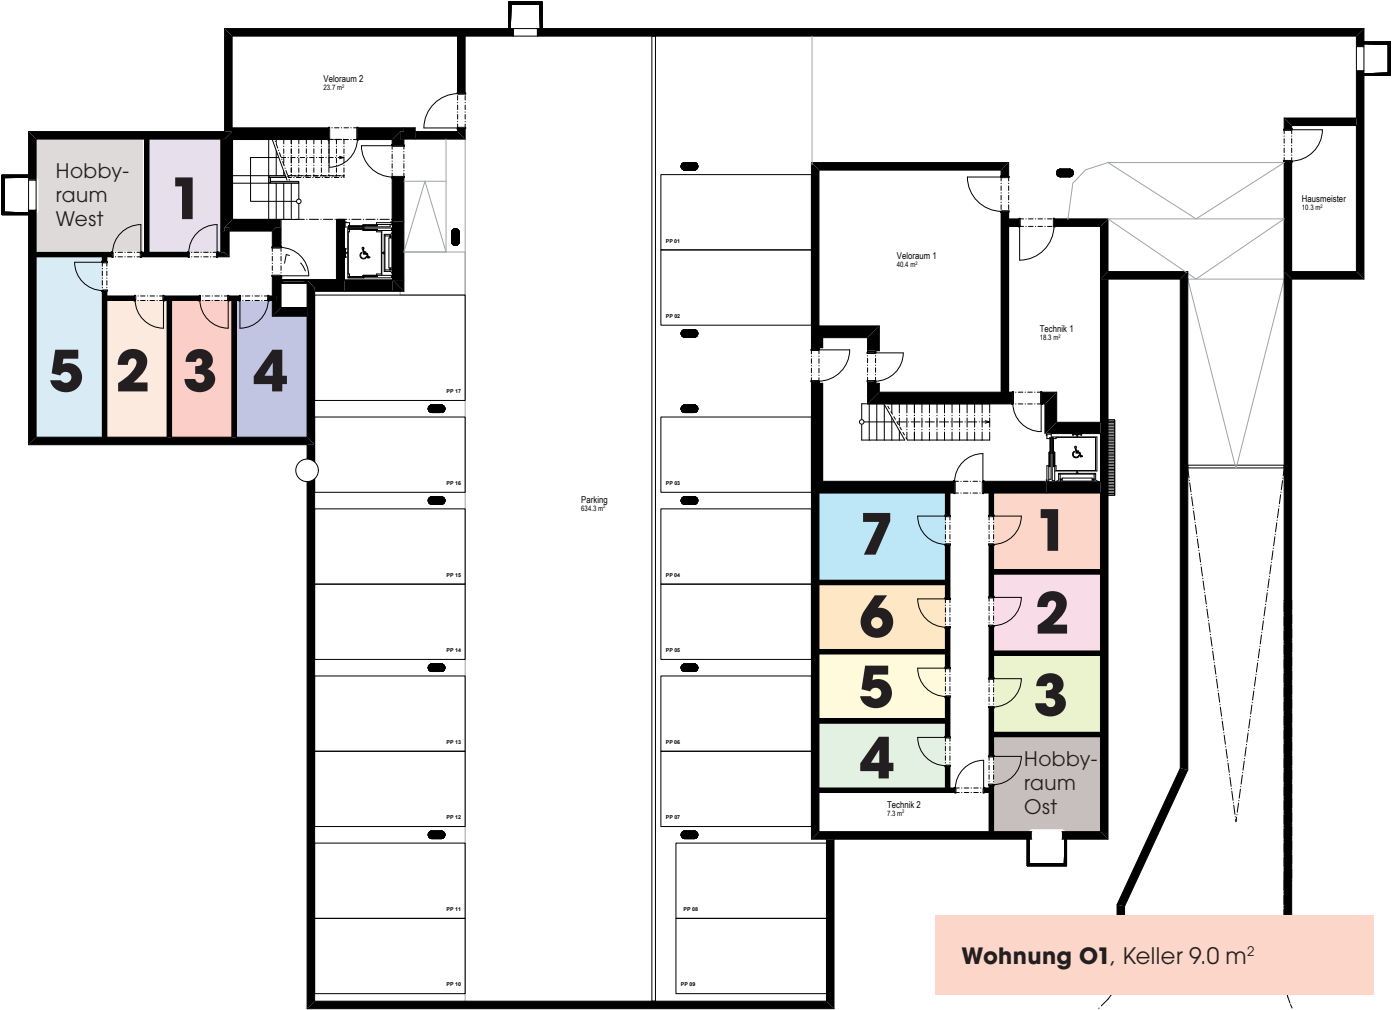 Veloraum 2
23.7 m²
Hobby-
raum
West
1
5
2
3
4
PP 01
PP 02
PP 17
PP 03
PP 16
PP 04
PP 15
PP 05
PP 14
PP 06
PP 13
PP 07
PP 12
PP 08
PP 11
PP 09
PP 10
Parking
634.3 m²
Veloraum 1
40.4 m²
Technik 1
18.3 m²
Hausmeister
10.3 m²
7
1
6
2
5
3
4
Hobby-
raum
Ost
Technik 2
7.3 m²
Wohnung O1, Keller 9.0 m²